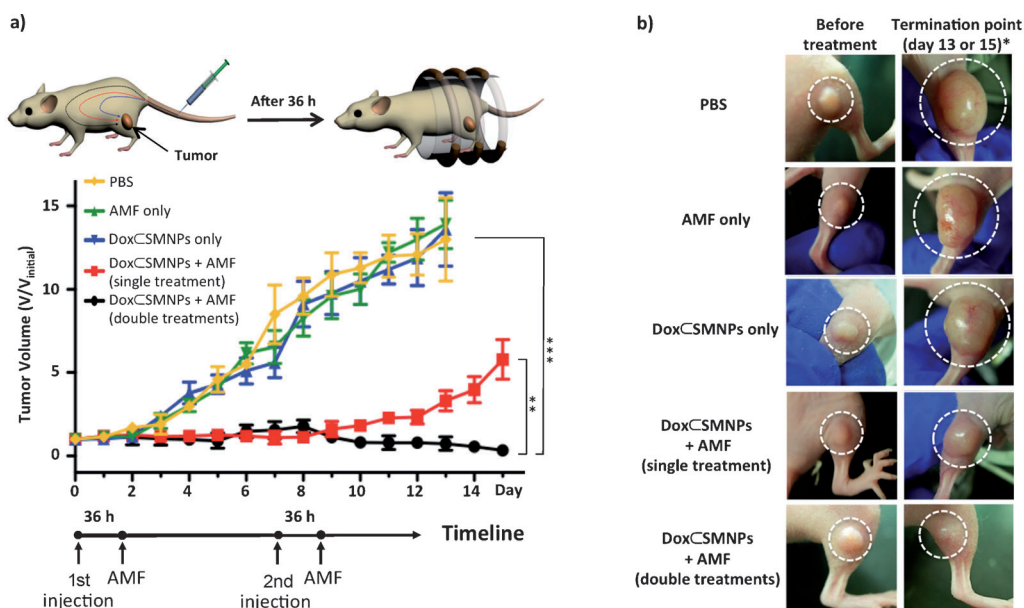 a)
After 36 h
Tumor
PBS
AMF only
Dox⊂SMNPs only
Dox⊂SMNPs + AMF
(single treatment)
Dox⊂SMNPs + AMF
(double treatments)
Tumor Volume (V/Vinitial)
15
10
5
0
***
**
0 2 4 6 8 10 12 14 Day
36 h 36 h
Timeline
1st
injection
AMF
2nd
injection
AMF
b)
Before
treatment
Termination point
(day 13 or 15)*
PBS
AMF only
Dox⊂SMNPs only
Dox⊂SMNPs
+ AMF
(single treatment)
Dox⊂SMNPs
+ AMF
(double treatments)